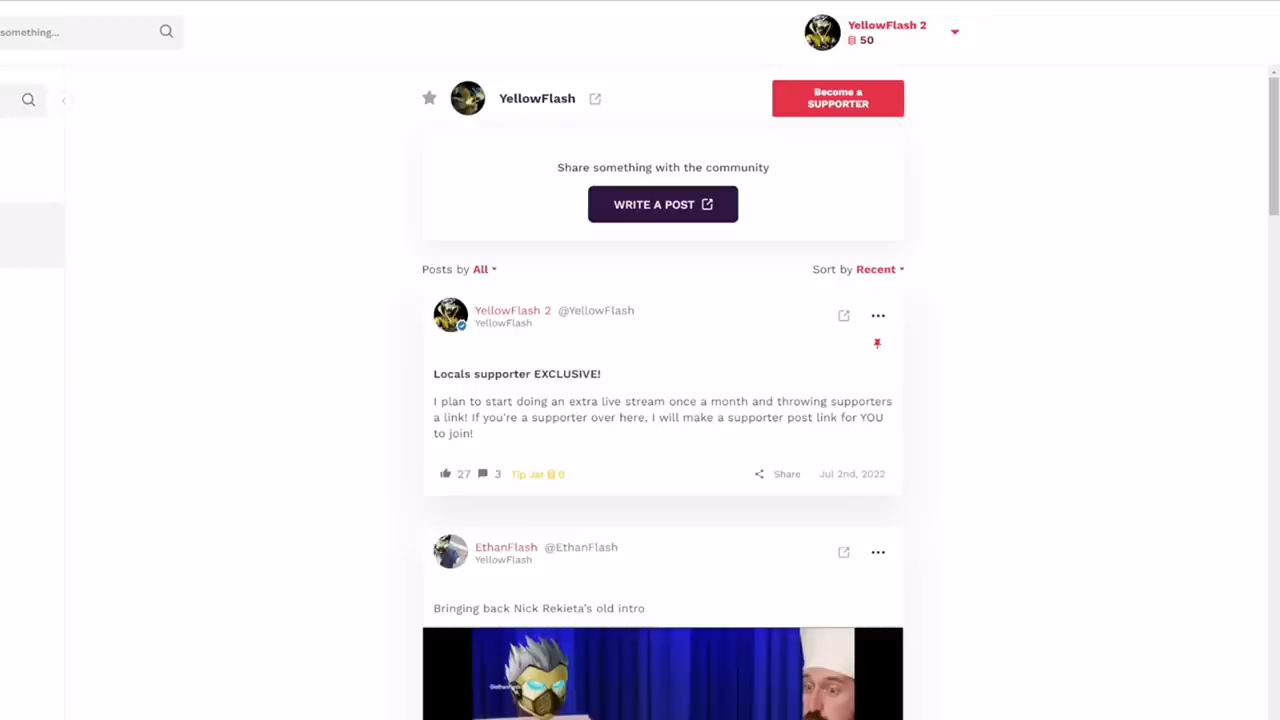 something...
YellowFlash 2
50
YellowFlash
Become a
SUPPORTER
Share something with the community
WRITE A POST
Posts by All
Sort by Recent
YellowFlash 2 @YellowFlash
YellowFlash
Locals supporter EXCLUSIVE!
I plan to start doing an extra live stream once a month and throwing supporters
a link! If you're a supporter over here, I will make a supporter post link for YOU
to join!
27 3 Tip Jar 0
Share Jul 2nd, 2022
EthanFlash @EthanFlash
YellowFlash
Bringing back Nick Rekieta's old intro